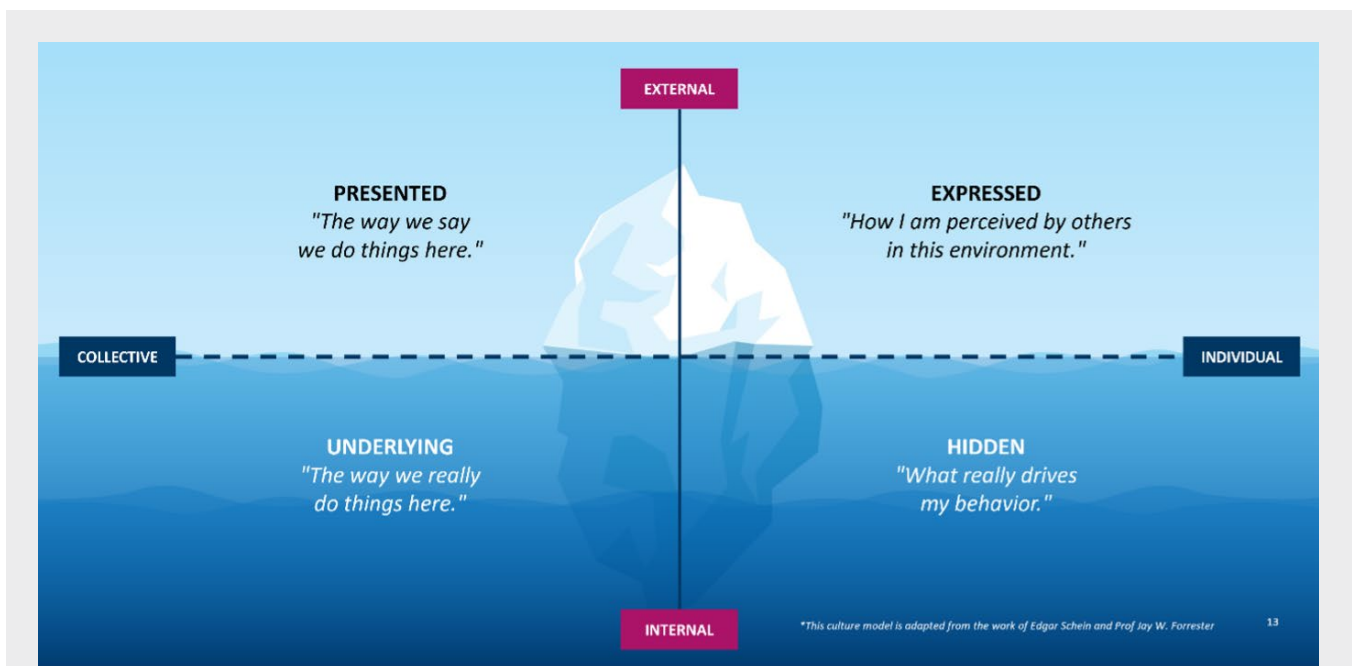 EXTERNAL
PRESENTED
"The way we say
we do things here."
EXPRESSED
"How I am perceived by others
in this environment."
COLLECTIVE
INDIVIDUAL
UNDERLYING
"The way we really
do things here."
HIDDEN
"What really drives
my behavior."
INTERNAL
*This culture model is adapted from the work of Edgar Schein and Prof Jay W. Forrester
13